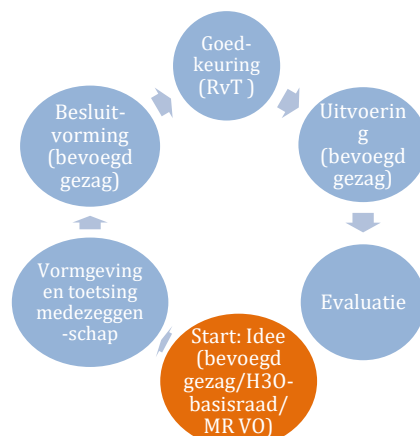 Goed-
keuring
(RvT )
Uitvoerin
g
(bevoegd
gezag)
Evaluatie
Start: Idee
(bevoegd
gezag/H3O-
basisraad/
MR VO)
Vormgeving
en toetsing
medezeggen
-schap
Besluit-
vorming
(bevoegd
gezag)